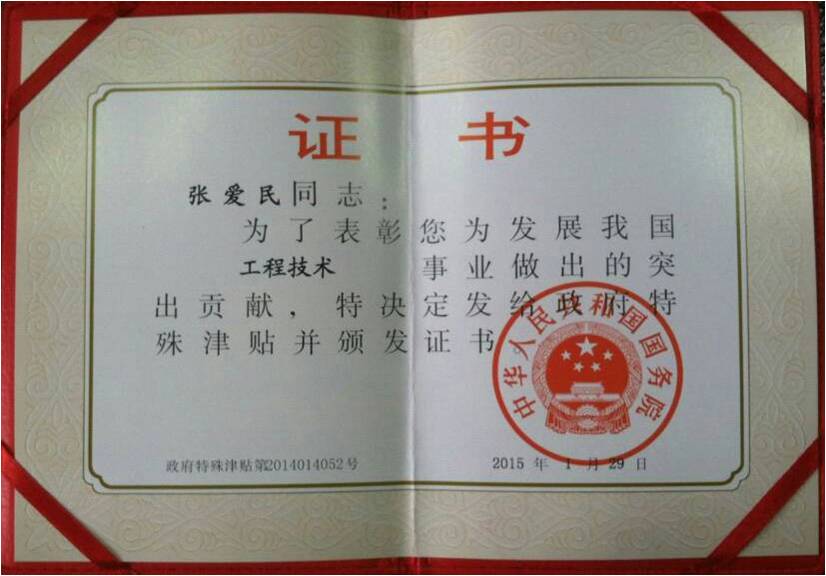 证书
张爱民同志：
为了表彰您为发展我国
工程技术 事业做出的突
出贡献，特决定发给政府特
殊津贴并颁发证书。
中华人民共和国国务院
政府特殊津贴第2014014052号
2015 年 1 月 29 日